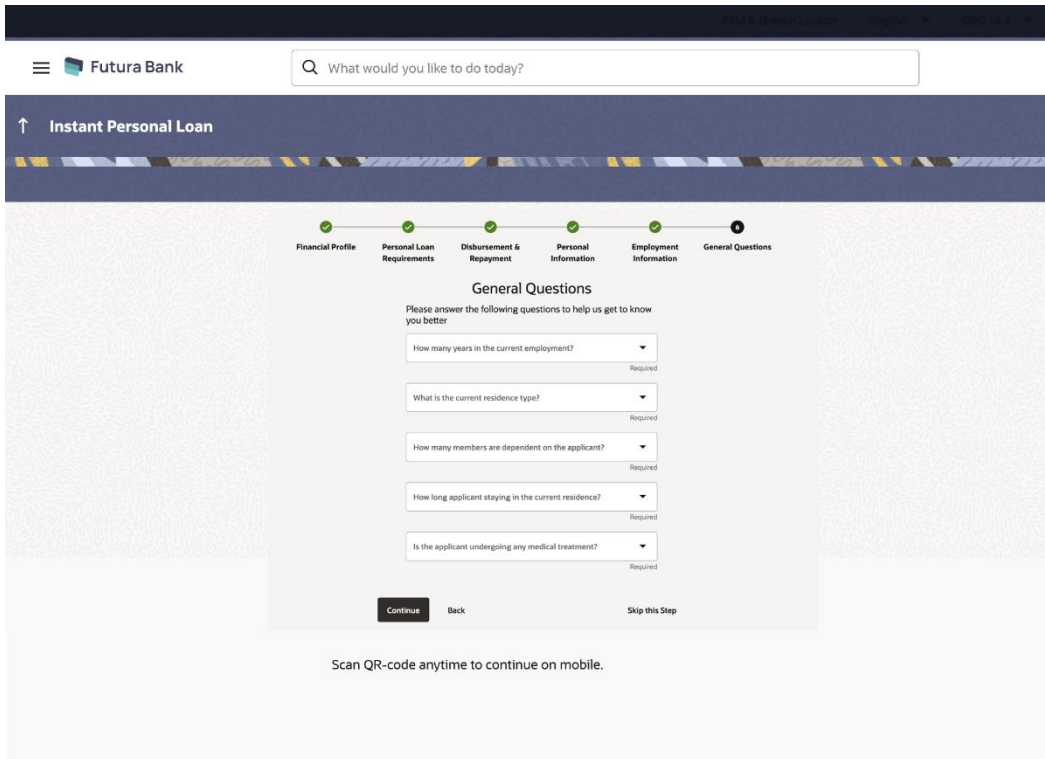 ATM & Branch Locator English
Futura Bank
What would you like to do today?
Instant Personal Loan
6
Financial Profile
Personal Loan
Requirements
Disbursement &
Repayment
Personal
Information
Employment
Information
General Questions
General Questions
Please answer the following questions to help us get to know
you better
How many years in the current employment?
Required
What is the current residence type?
Required
How many members are dependent on the applicant?
Required
How long applicant staying in the current residence?
Required
Is the applicant undergoing any medical treatment?
Required
Continue Back Skip this Step
Scan QR-code anytime to continue on mobile.